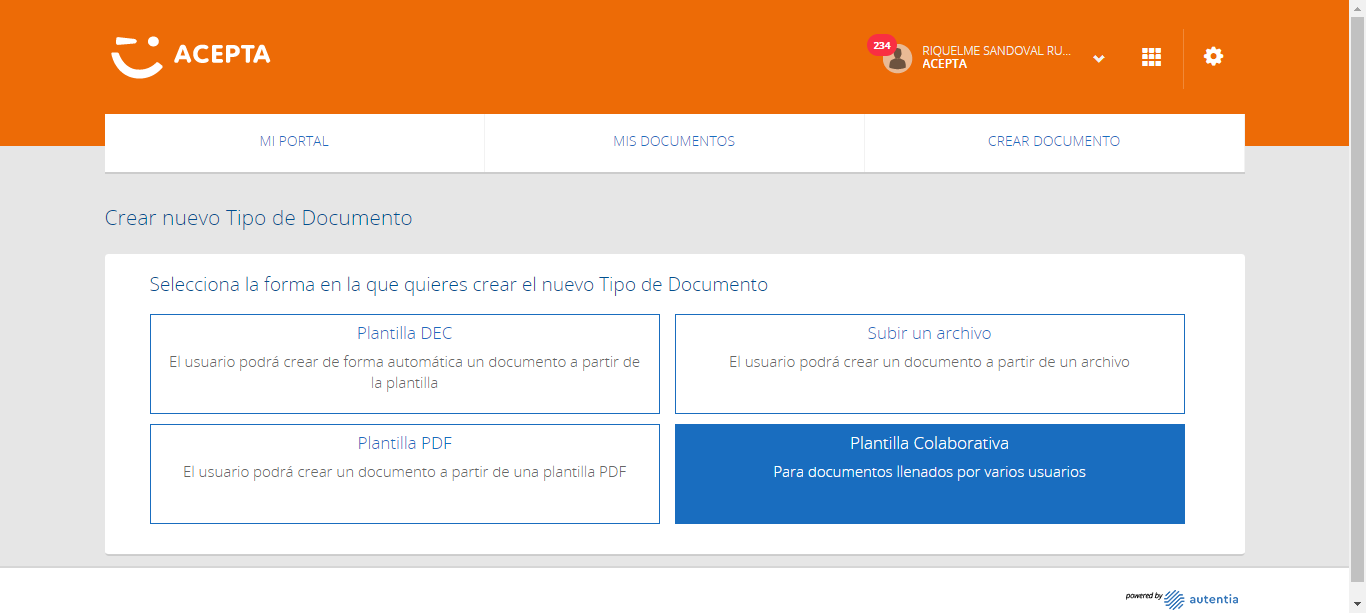 ACEPTA
234
RIQUELME SANDOVAL RU...
ACEPTA
MI PORTAL
MIS DOCUMENTOS
CREAR DOCUMENTO
Crear nuevo Tipo de Documento
Selecciona la forma en la que quieres crear el nuevo Tipo de Documento
Plantilla DEC
El usuario podrá crear de forma automática un documento a partir de
la plantilla
Subir un archivo
El usuario podrá crear un documento a partir de un archivo
Plantilla PDF
El usuario podrá crear un documento a partir de una plantilla PDF
Plantilla Colaborativa
Para documentos llenados por varios usuarios
powered by autentia